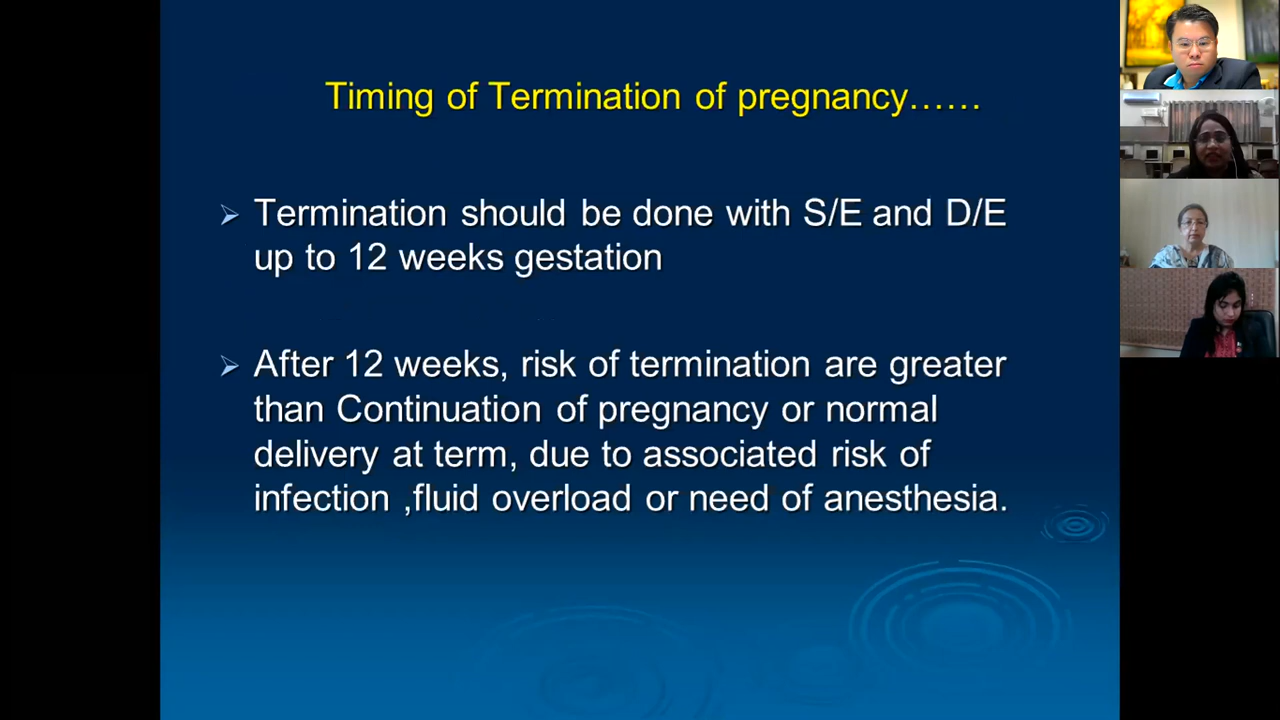 Timing of Termination of pregnancy……
Termination should be done with S/E and D/E
up to 12 weeks gestation
After 12 weeks, risk of termination are greater
than Continuation of pregnancy or normal
delivery at term, due to associated risk of
infection ,fluid overload or need of anesthesia.